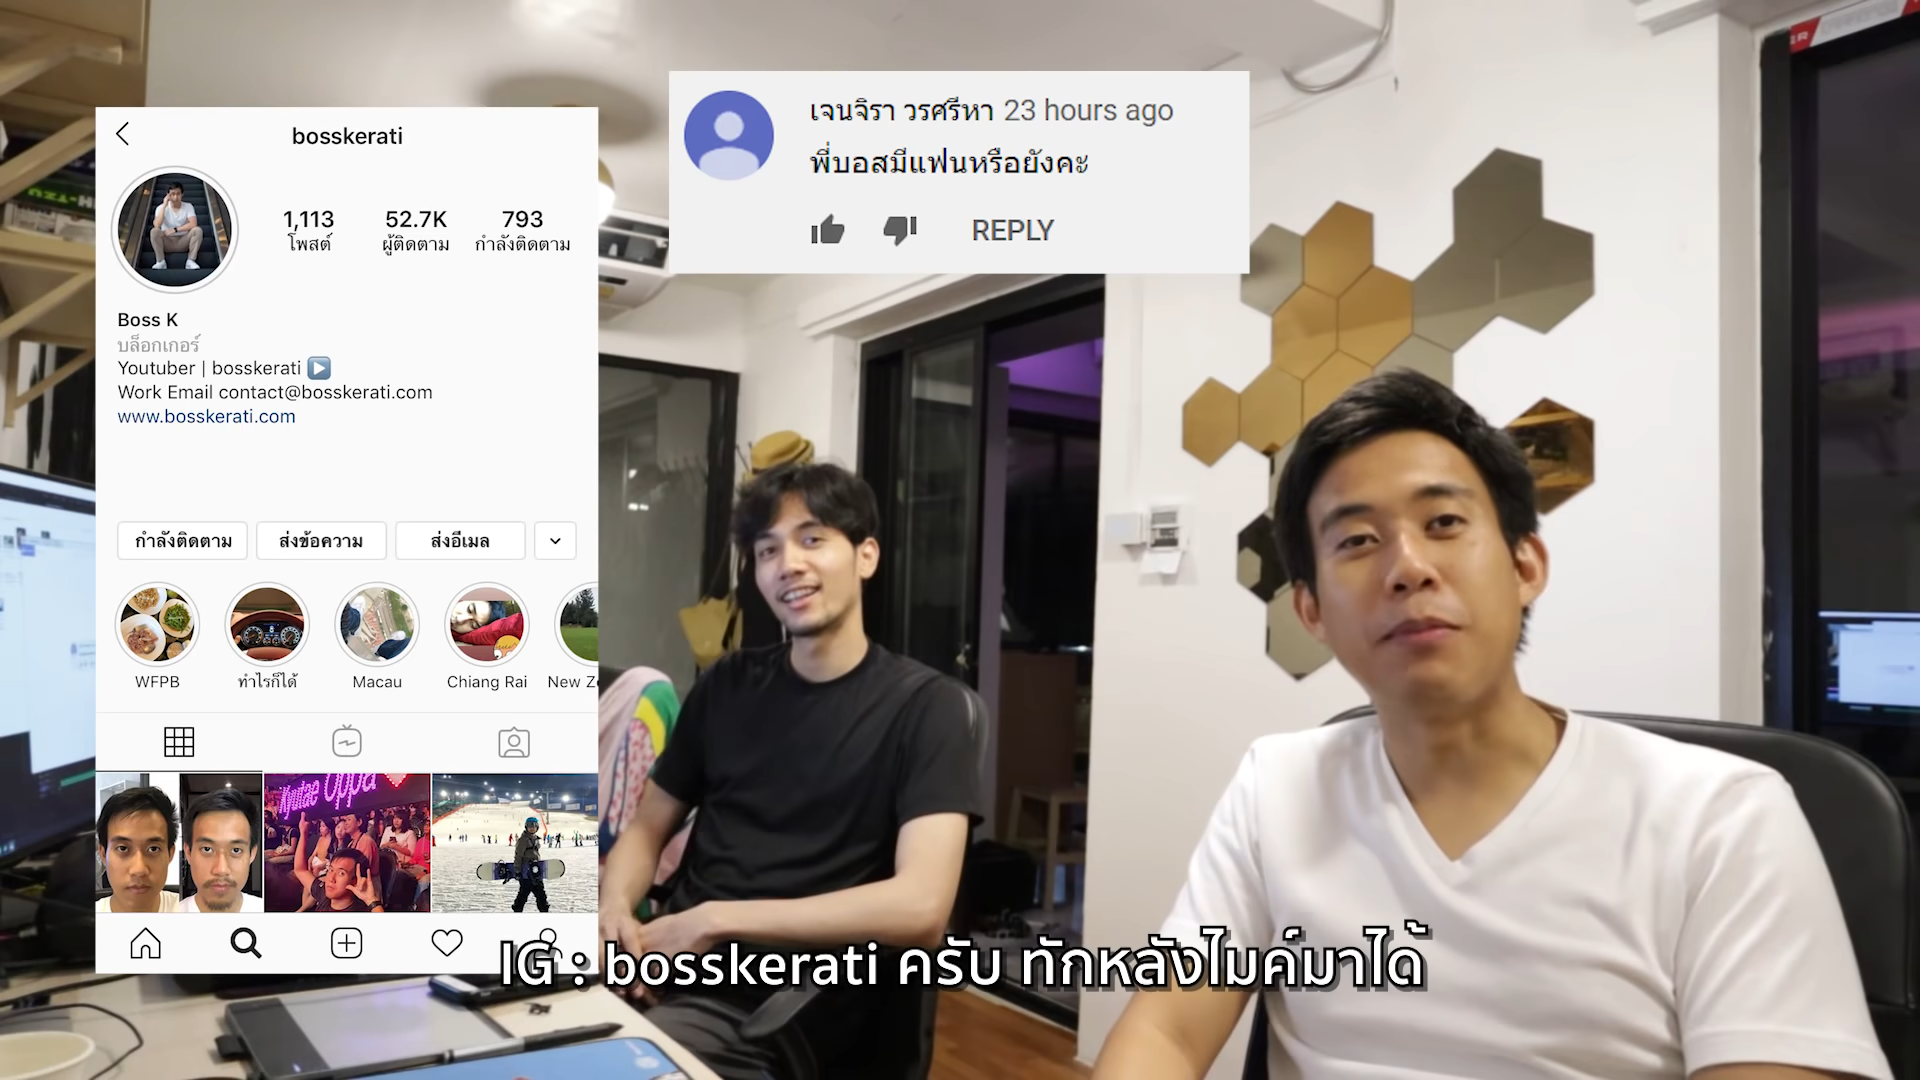 bosskerati
1,113 52.7K 793
โพสต์ ผู้ติดตาม กำลังติดตาม
Boss K
บล็อกเกอร์
Youtuber | bosskerati
Work Email contact@bosskerati.com
www.bosskerati.com
กำลังติดตาม ส่งข้อความ ส่งอีเมล
WFPB ทำไรก็ได้ Macau Chiang Rai New Z
Oppa
เจนจิรา วรศรีหา 23 hours ago
พี่บอสมีแฟนหรือยังคะ
REPLY
IG : bosskerati ครับ ทักหลังไมค์มาได้